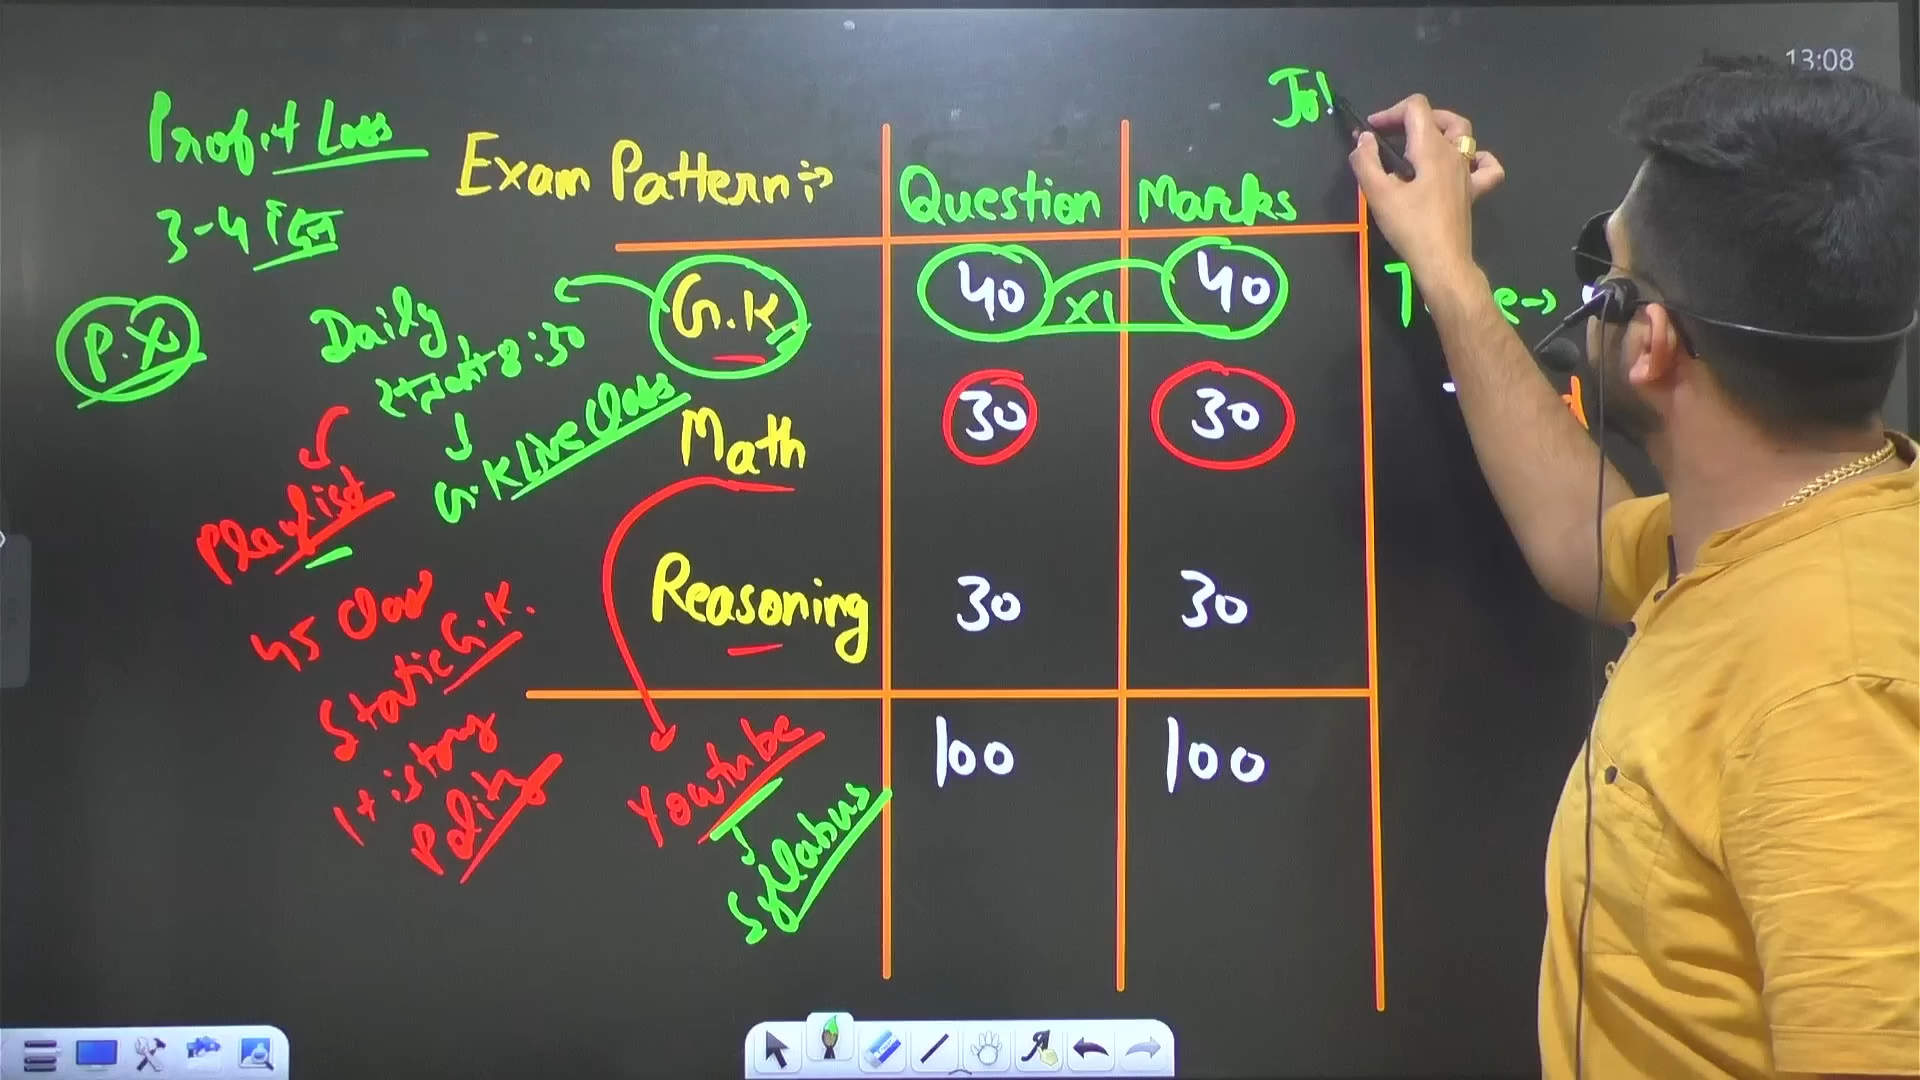 13:08
Profit Loss
3-4 दिन
P.X
Exam Pattern :→
Question
Marks
G.K
40
X1
40
Math
30
30
Reasoning
30
30
100
100
Daily
8:30
G.K Live Class
Playlist
45 Class
Static G.K.
History
Polity
Youtube
Syllabus